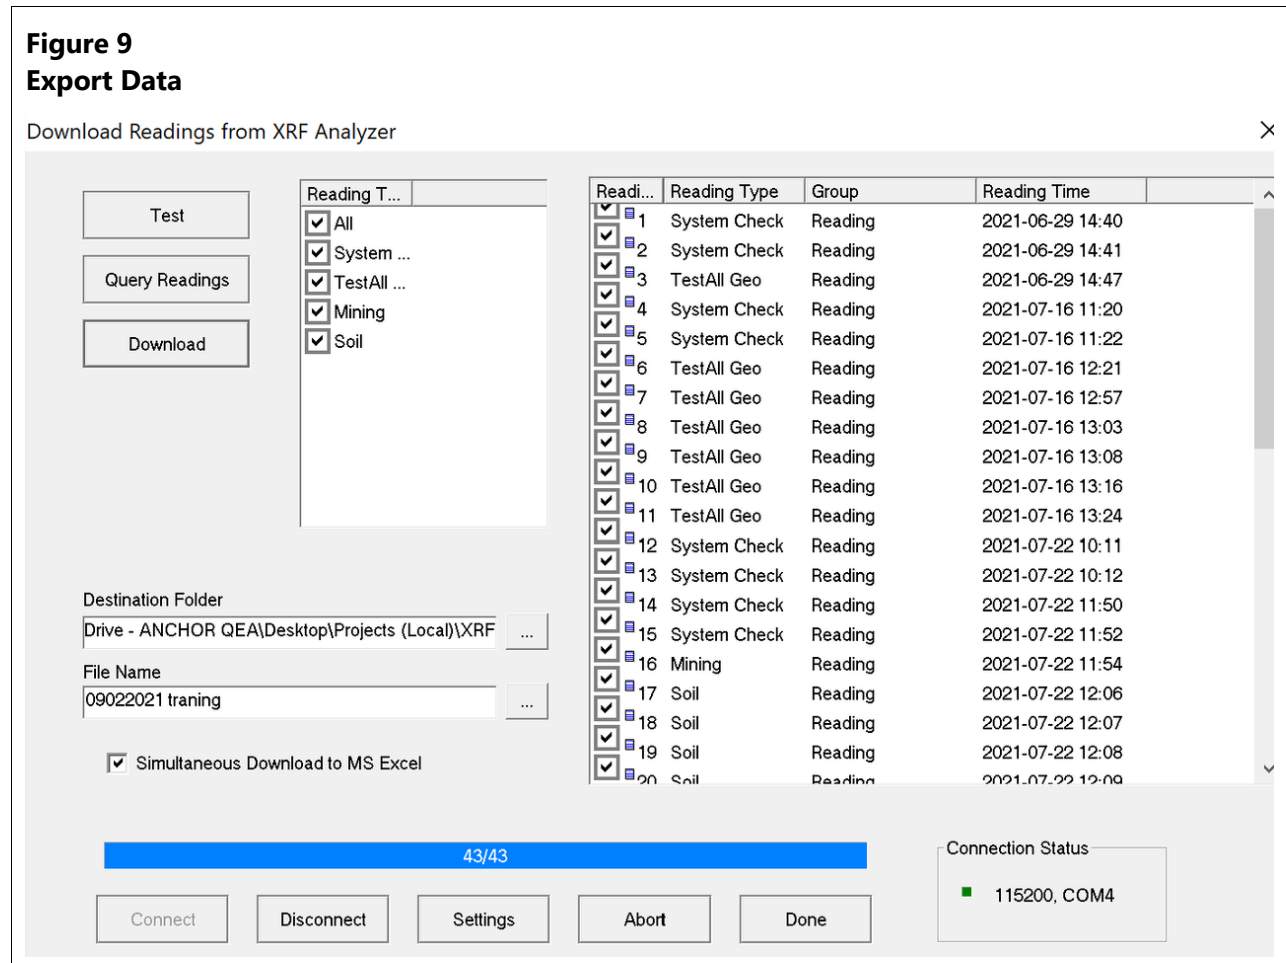 Figure 9
Export Data
Download Readings from XRF Analyzer
Test
Query Readings
Download
Reading T...
All
System ...
TestAll ...
Mining
Soil
Destination Folder
Drive - ANCHOR QEA\Desktop\Projects (Local)\XRF
...
File Name
09022021 traning
...
Simultaneous Download to MS Excel
Readi... Reading Type Group Reading Time
1 System Check Reading 2021-06-29 14:40
2 System Check Reading 2021-06-29 14:41
3 TestAll Geo Reading 2021-06-29 14:47
4 System Check Reading 2021-07-16 11:20
5 System Check Reading 2021-07-16 11:22
6 TestAll Geo Reading 2021-07-16 12:21
7 TestAll Geo Reading 2021-07-16 12:57
8 TestAll Geo Reading 2021-07-16 13:03
9 TestAll Geo Reading 2021-07-16 13:08
10 TestAll Geo Reading 2021-07-16 13:16
11 TestAll Geo Reading 2021-07-16 13:24
12 System Check Reading 2021-07-22 10:11
13 System Check Reading 2021-07-22 10:12
14 System Check Reading 2021-07-22 11:50
15 System Check Reading 2021-07-22 11:52
16 Mining Reading 2021-07-22 11:54
17 Soil Reading 2021-07-22 12:06
18 Soil Reading 2021-07-22 12:07
19 Soil Reading 2021-07-22 12:08
20 Soil Reading 2021-07-22 12:09
43/43
Connect
Disconnect
Settings
Abort
Done
Connection Status
115200, COM4